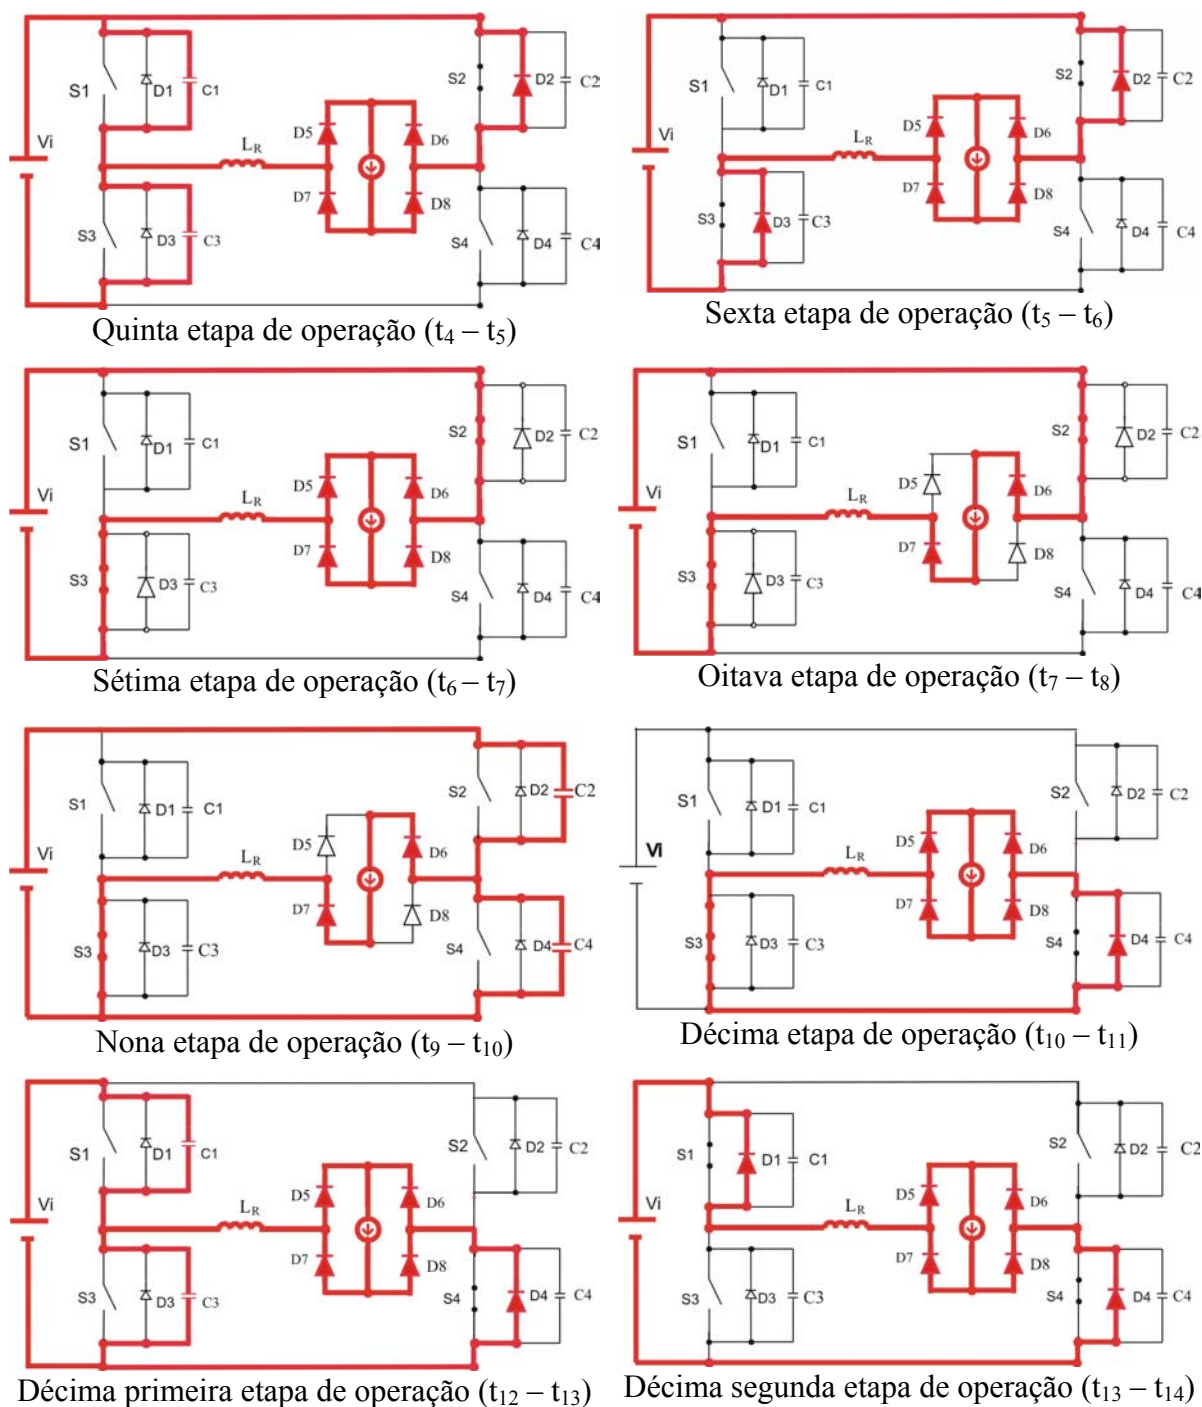 S1 D1 C1 S2 D2 C2
Vi L_R D5 D6 D7 D8
S3 D3 C3 S4 D4 C4
Quinta etapa de operação (t₄ – t₅)
S1 D1 C1 S2 D2 C2
Vi L_R D5 D6 D7 D8
S3 D3 C3 S4 D4 C4
Sexta etapa de operação (t₅ – t₆)
S1 D1 C1 S2 D2 C2
Vi L_R D5 D6 D7 D8
S3 D3 C3 S4 D4 C4
Sétima etapa de operação (t₆ – t₇)
S1 D1 C1 S2 D2 C2
Vi L_R D5 D6 D7 D8
S3 D3 C3 S4 D4 C4
Oitava etapa de operação (t₇ – t₈)
S1 D1 C1 S2 D2 C2
Vi L_R D5 D6 D7 D8
S3 D3 C3 S4 D4 C4
Nona etapa de operação (t₉ – t₁₀)
S1 D1 C1 S2 D2 C2
Vi L_R D5 D6 D7 D8
S3 D3 C3 S4 D4 C4
Décima etapa de operação (t₁₀ – t₁₁)
S1 D1 C1 S2 D2 C2
Vi L_R D5 D6 D7 D8
S3 D3 C3 S4 D4 C4
Décima primeira etapa de operação (t₁₂ – t₁₃)
S1 D1 C1 S2 D2 C2
Vi L_R D5 D6 D7 D8
S3 D3 C3 S4 D4 C4
Décima segunda etapa de operação (t₁₃ – t₁₄)